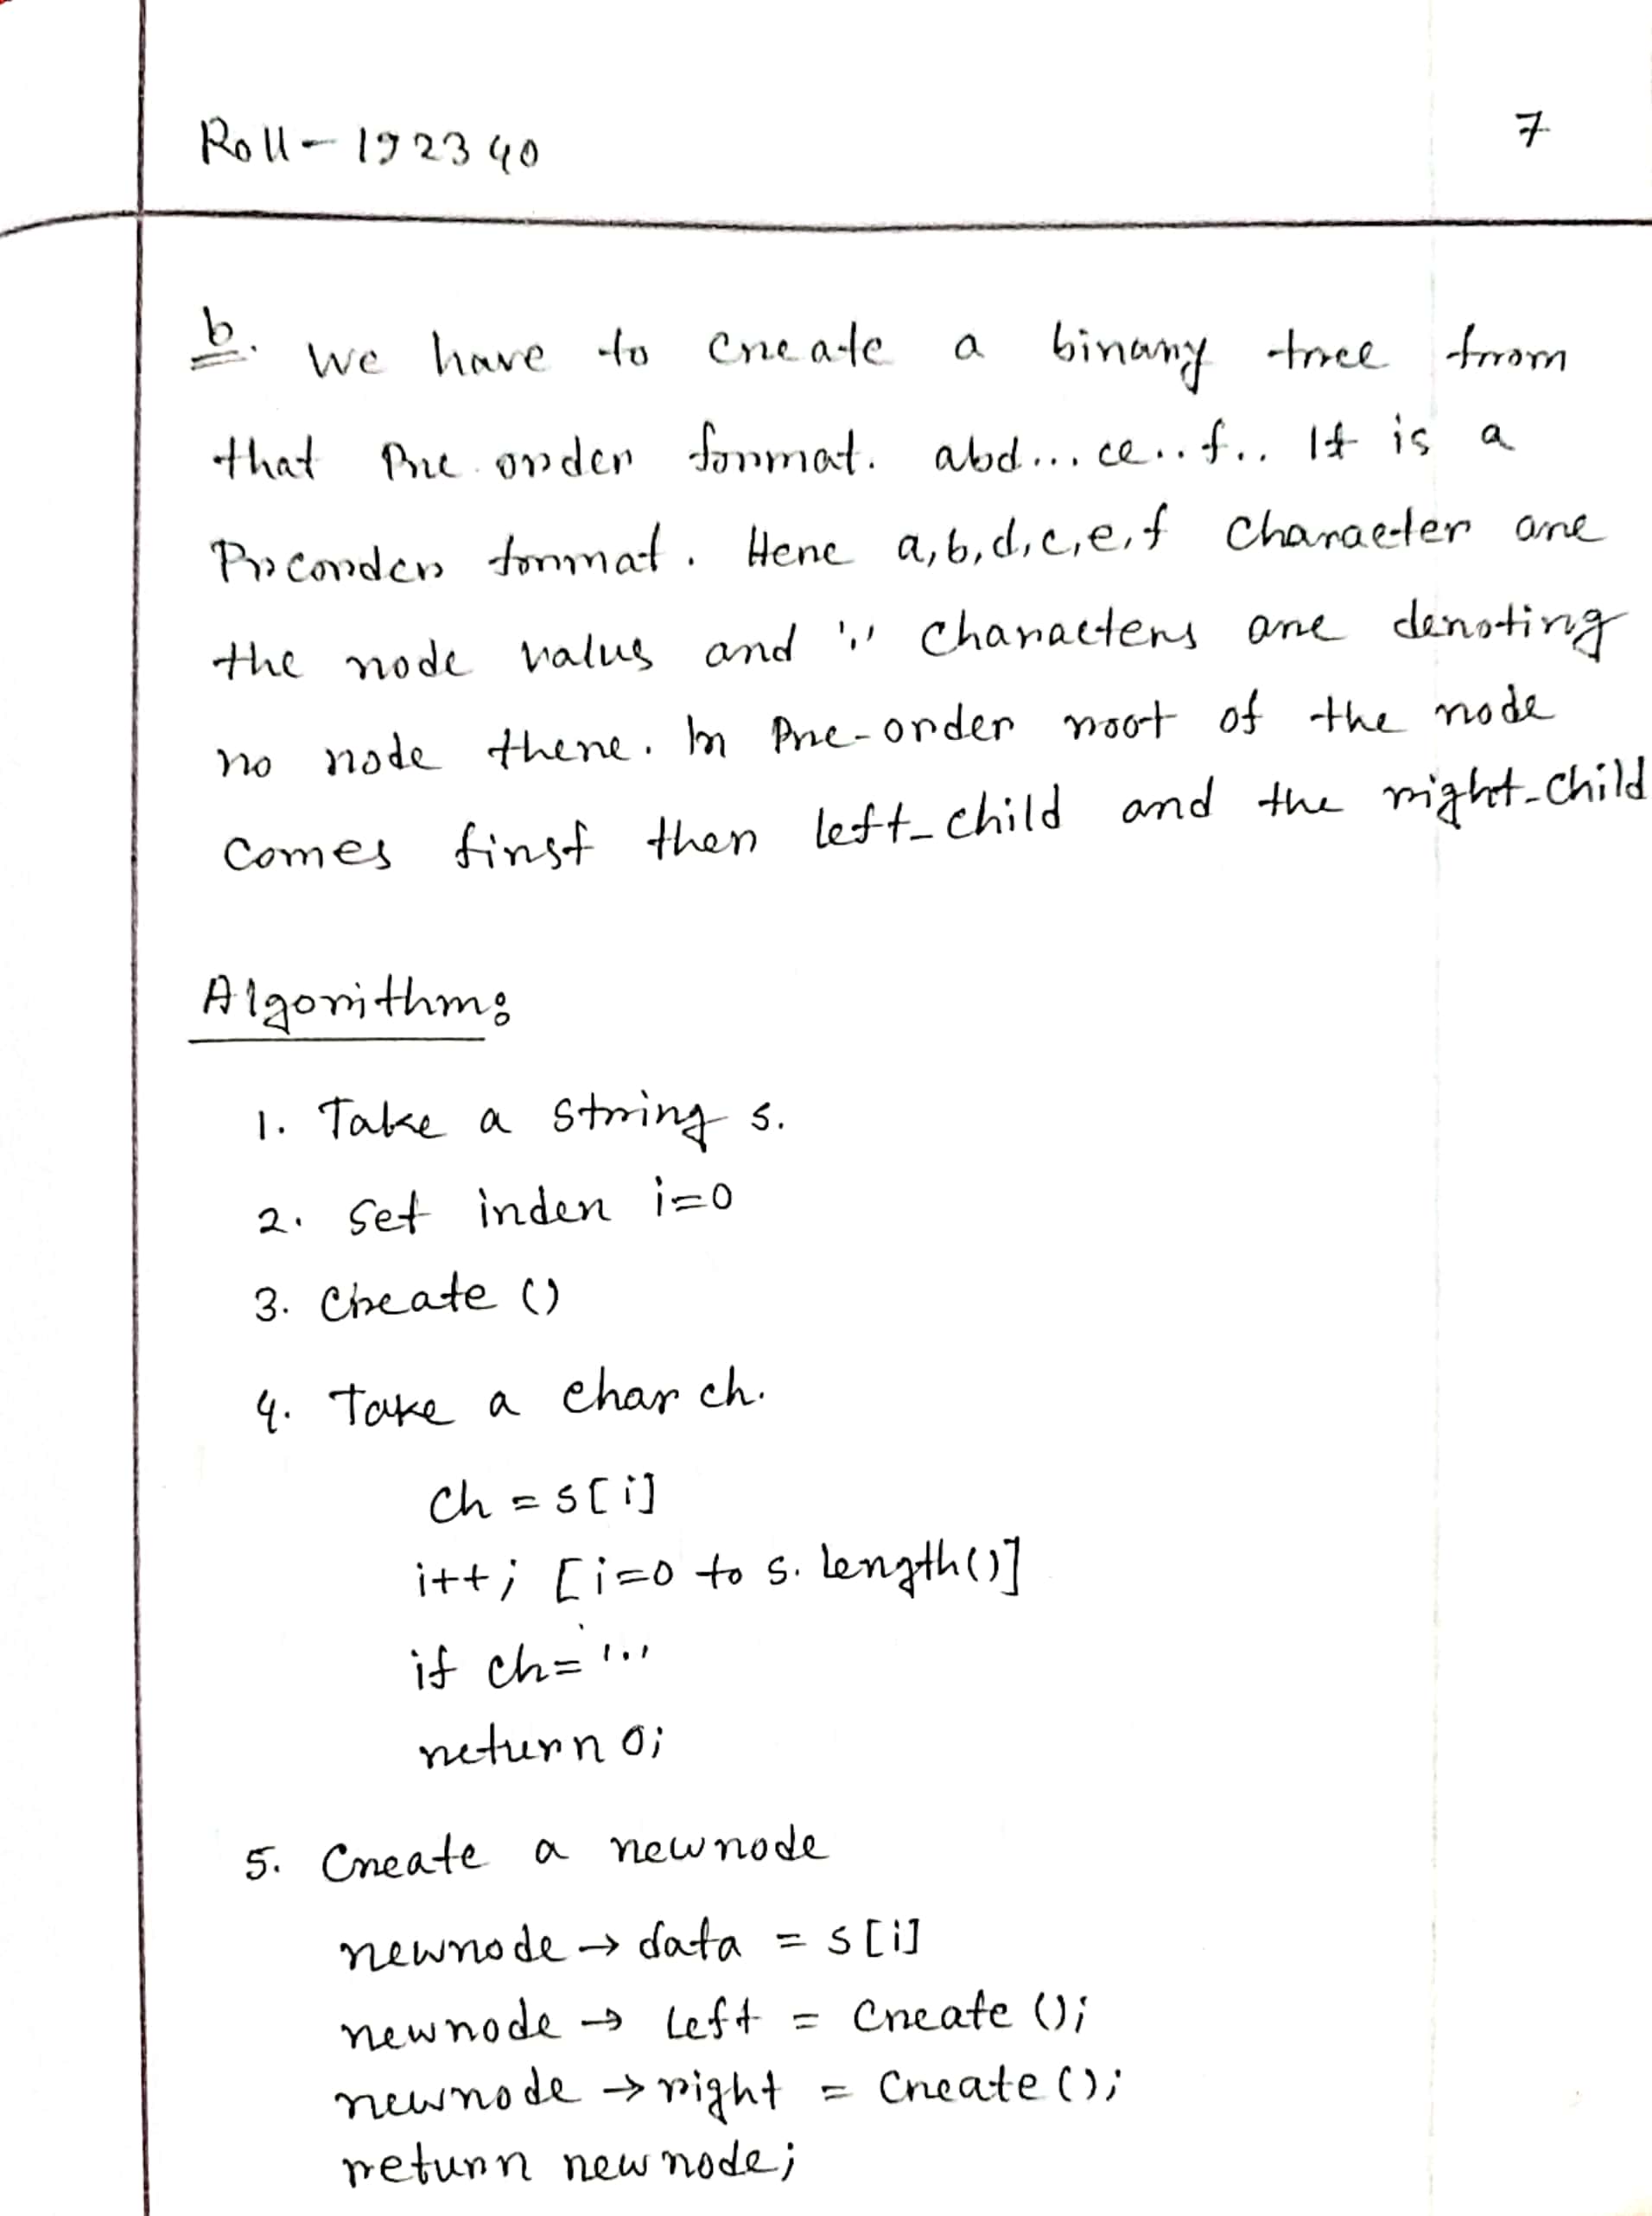 Roll - 192340
7
b. We have to create a binary tree from
that Pre order format. abd... ce..f.. It is a
Preorder format. Here a,b,d,c,e,f Character are
the node values and '.' Characters are denoting
no node there. In Pre-order root of the node
comes first then left_child and the right-child
Algorithm:
1. Take a string s.
2. Set index i=0
3. Create ()
4. Take a char ch.
Ch = s[i]
i++; [i=0 to s.length()]
if ch= '.'
return 0;
5. Create a newnode
newnode → data = s[i]
newnode → Left = Create ();
newnode → right = Create ();
return newnode;